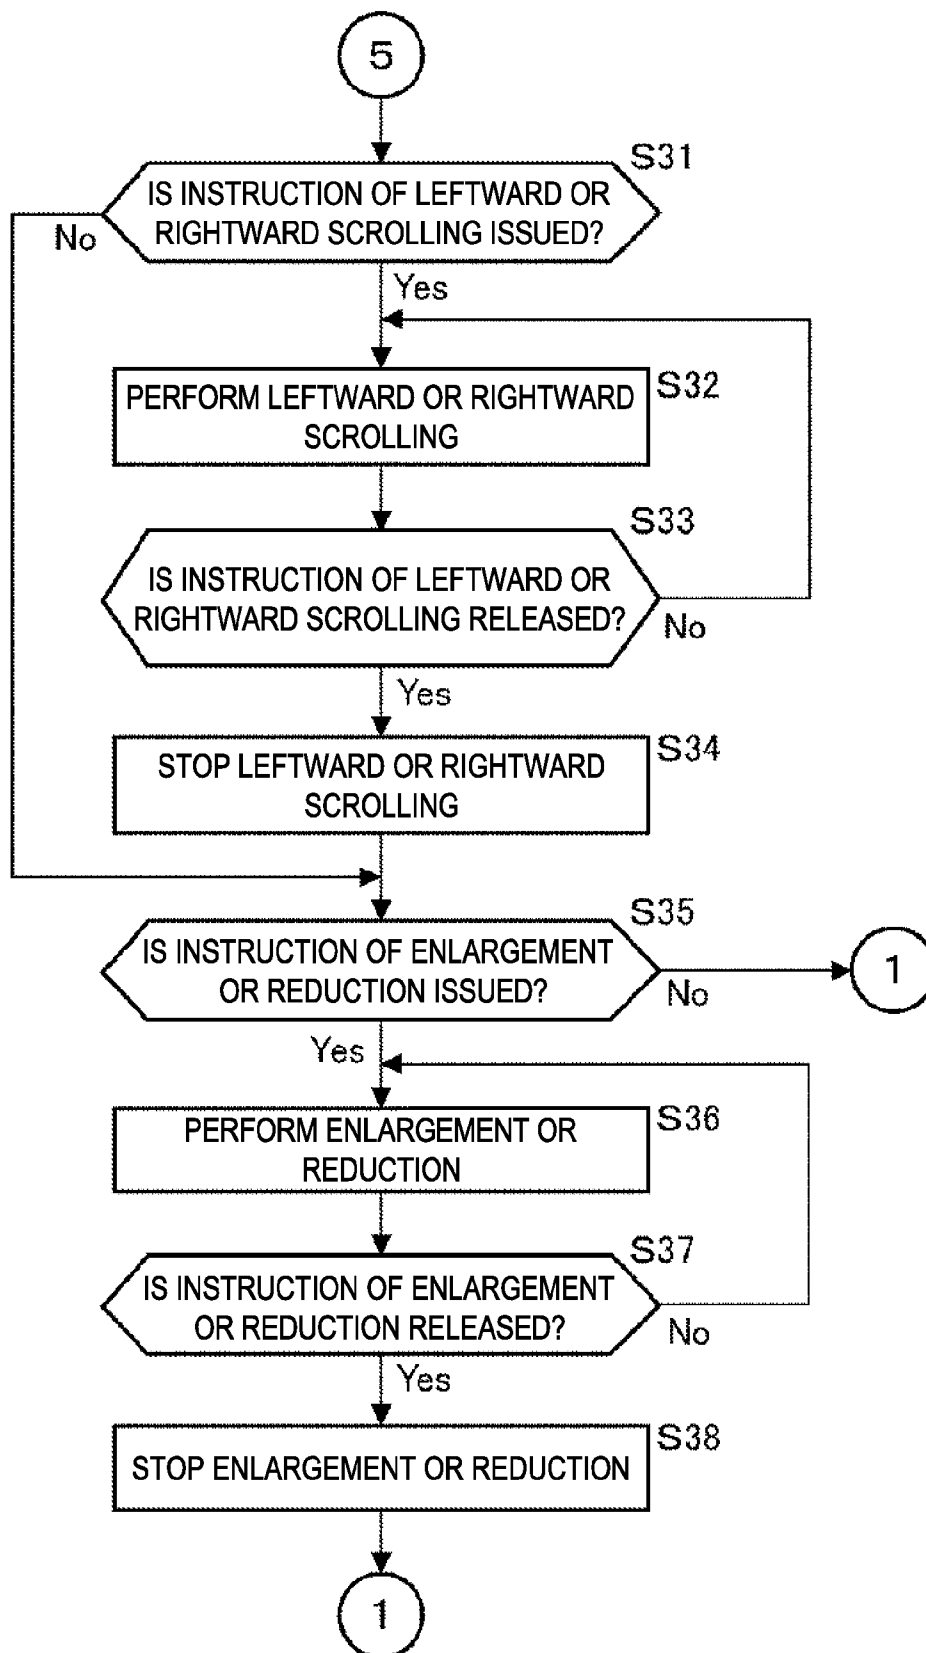 5
S31
IS INSTRUCTION OF LEFTWARD OR
RIGHTWARD SCROLLING ISSUED?
No
Yes
S32
PERFORM LEFTWARD OR RIGHTWARD
SCROLLING
S33
IS INSTRUCTION OF LEFTWARD OR
RIGHTWARD SCROLLING RELEASED?
No
Yes
S34
STOP LEFTWARD OR RIGHTWARD
SCROLLING
S35
IS INSTRUCTION OF ENLARGEMENT
OR REDUCTION ISSUED?
No
1
Yes
S36
PERFORM ENLARGEMENT OR
REDUCTION
S37
IS INSTRUCTION OF ENLARGEMENT
OR REDUCTION RELEASED?
No
Yes
S38
STOP ENLARGEMENT OR REDUCTION
1